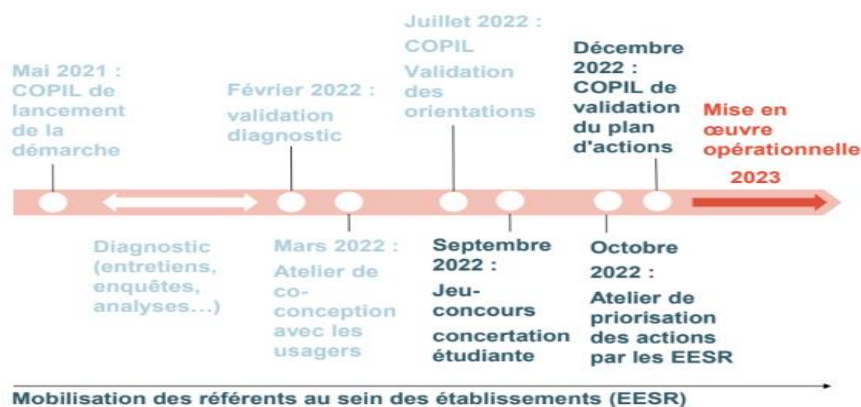 Mai 2021 :
COPIL de
lancement
de la
démarche
Février 2022 :
validation
diagnostic
Juillet 2022 :
COPIL
Validation
des
orientations
Décembre
2022 :
COPIL de
validation
du plan
d'actions
Mise en
œuvre
opérationnelle
2023
Diagnostic
(entretiens,
enquêtes,
analyses...)
Mars 2022 :
Atelier de
co-
conception
avec les
usagers
Septembre
2022 :
Jeu-
concours
concertation
étudiante
Octobre
2022 :
Atelier de
priorisation
des actions
par les EESR
Mobilisation des référents au sein des établissements (EESR)